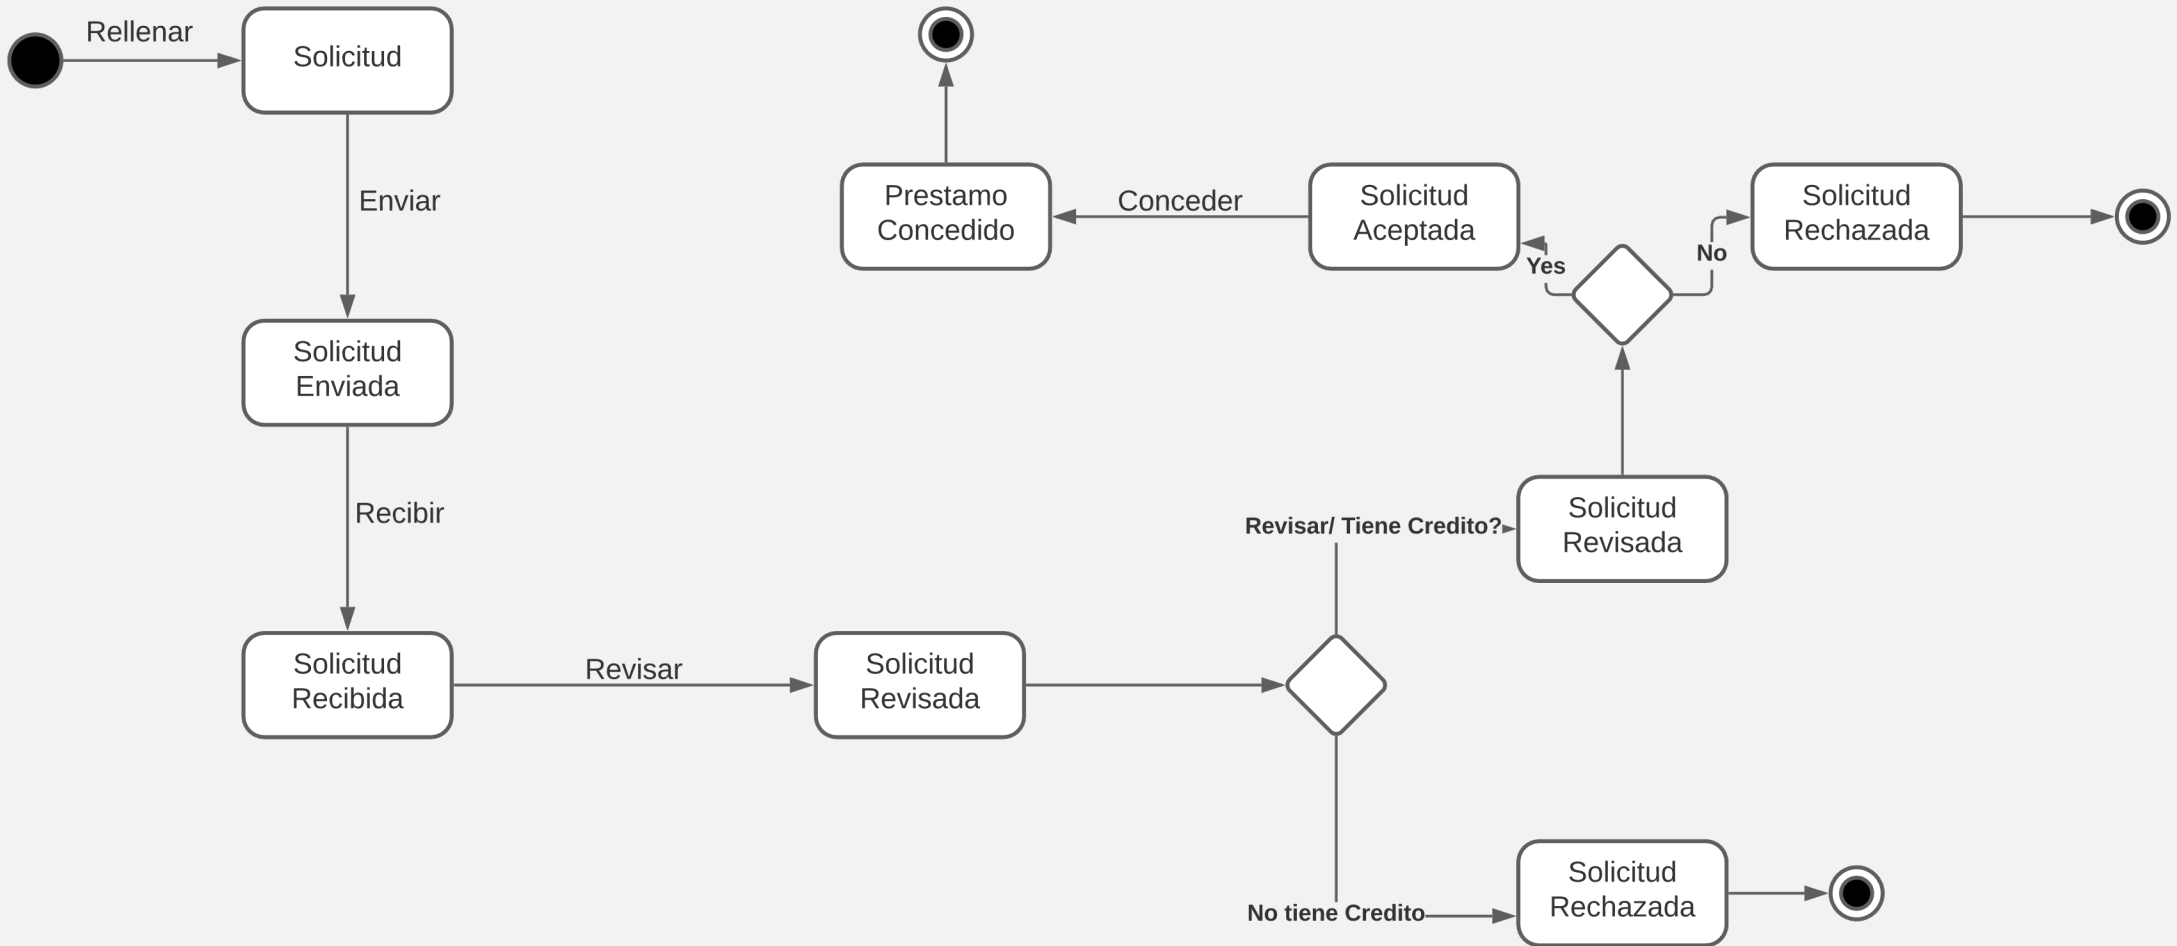 Rellenar
Solicitud
Enviar
Solicitud
Enviada
Recibir
Solicitud
Recibida
Revisar
Solicitud
Revisada
Revisar/ Tiene Credito?
Solicitud
Revisada
Yes
No
Solicitud
Aceptada
Conceder
Prestamo
Concedido
Solicitud
Rechazada
No tiene Credito
Solicitud
Rechazada